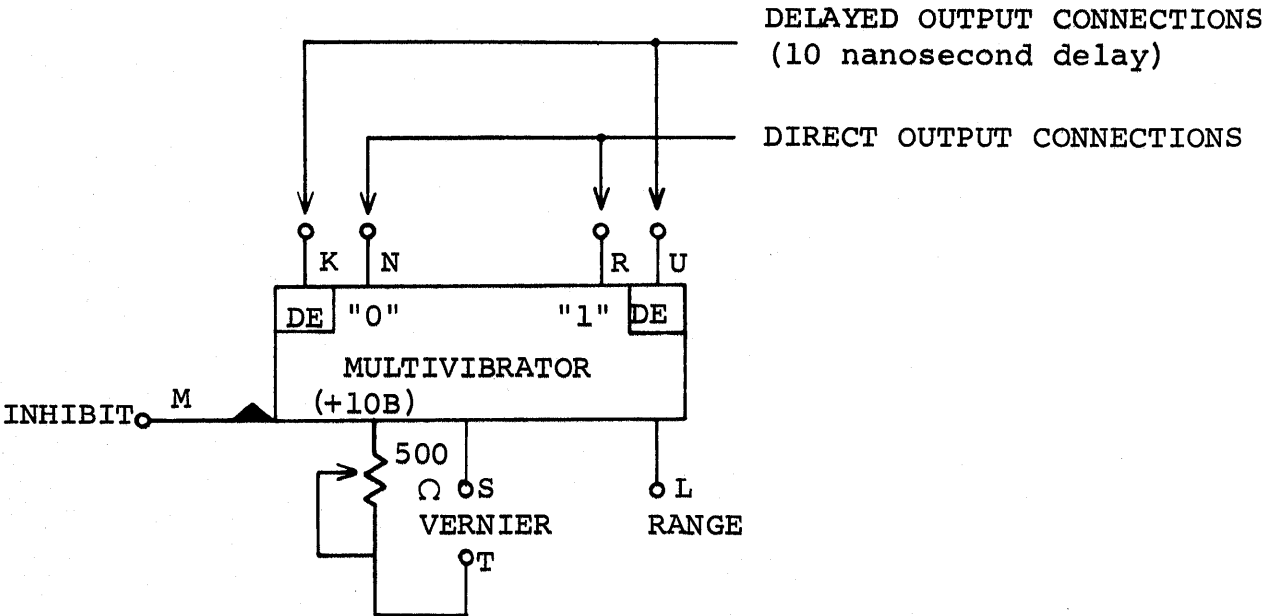 DELAYED OUTPUT CONNECTIONS
(10 nanosecond delay)
DIRECT OUTPUT CONNECTIONS
K N R U
DE "0" "1" DE
MULTIVIBRATOR
(+10B)
INHIBIT M
500
Ω S L
VERNIER RANGE
T